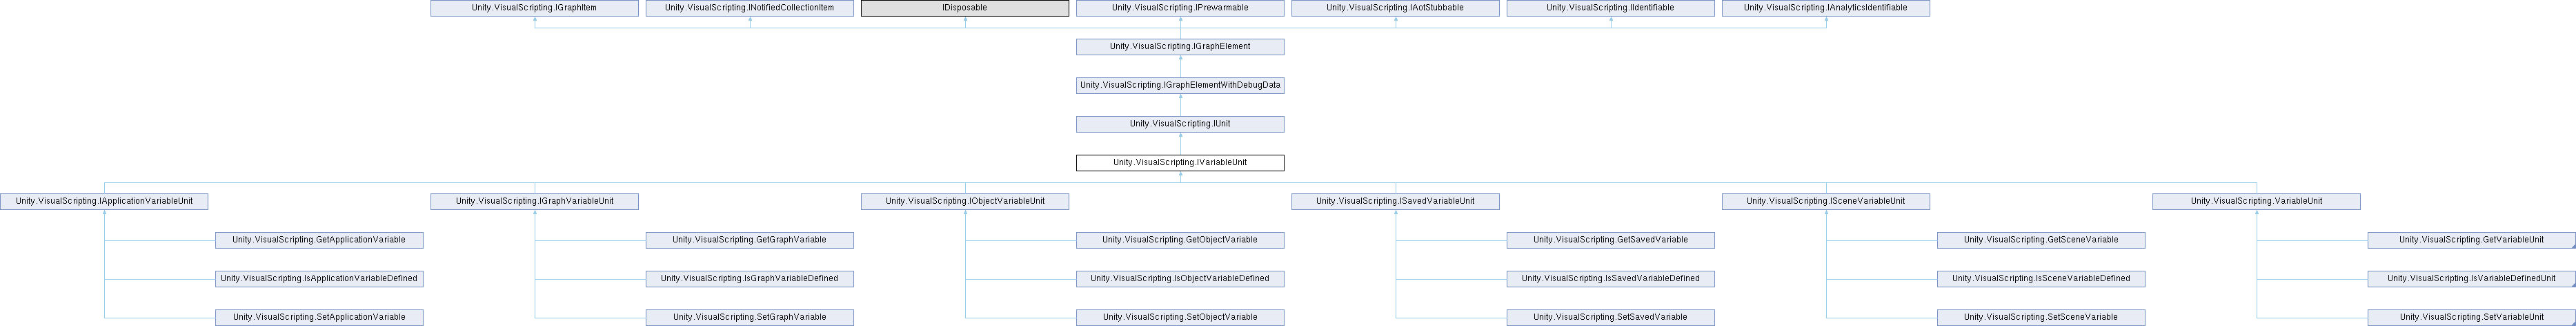 Unity.VisualScripting.IGraphItem
Unity.VisualScripting.INotifiedCollectionItem
IDisposable
Unity.VisualScripting.IPrewarmable
Unity.VisualScripting.IAotStubbable
Unity.VisualScripting.IIdentifiable
Unity.VisualScripting.IAnalyticsIdentifiable
Unity.VisualScripting.IGraphElement
Unity.VisualScripting.IGraphElementWithDebugData
Unity.VisualScripting.IUnit
Unity.VisualScripting.IVariableUnit
Unity.VisualScripting.IApplicationVariableUnit
Unity.VisualScripting.IGraphVariableUnit
Unity.VisualScripting.IObjectVariableUnit
Unity.VisualScripting.ISavedVariableUnit
Unity.VisualScripting.ISceneVariableUnit
Unity.VisualScripting.VariableUnit
Unity.VisualScripting.GetApplicationVariable
Unity.VisualScripting.GetGraphVariable
Unity.VisualScripting.GetObjectVariable
Unity.VisualScripting.GetSavedVariable
Unity.VisualScripting.GetSceneVariable
Unity.VisualScripting.GetVariableUnit
Unity.VisualScripting.IsApplicationVariableDefined
Unity.VisualScripting.IsGraphVariableDefined
Unity.VisualScripting.IsObjectVariableDefined
Unity.VisualScripting.IsSavedVariableDefined
Unity.VisualScripting.IsSceneVariableDefined
Unity.VisualScripting.IsVariableDefinedUnit
Unity.VisualScripting.SetApplicationVariable
Unity.VisualScripting.SetGraphVariable
Unity.VisualScripting.SetObjectVariable
Unity.VisualScripting.SetSavedVariable
Unity.VisualScripting.SetSceneVariable
Unity.VisualScripting.SetVariableUnit